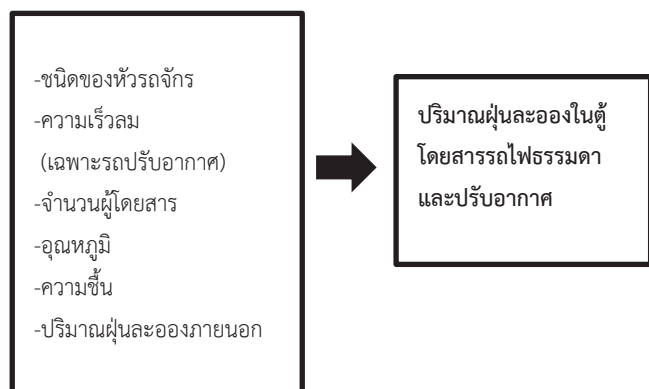 -ชนิดของหัวรถจักร
-ความเร็วลม
(เฉพาะรถปรับอากาศ)
-จำนวนผู้โดยสาร
-อุณหภูมิ
-ความชื้น
-ปริมาณฝุ่นละอองภายนอก
ปริมาณฝุ่นละอองในตู้
โดยสารรถไฟธรรมดา
และปรับอากาศ